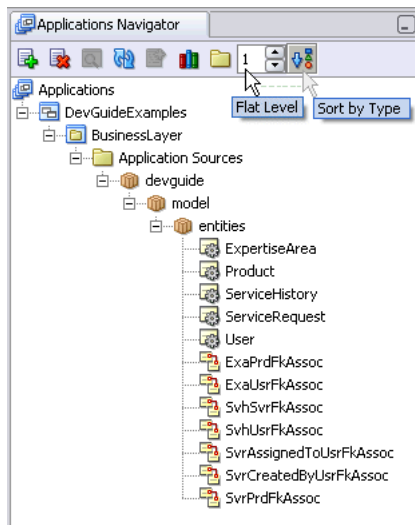 Applications Navigator
1
Flat Level
Sort by Type
Applications
DevGuideExamples
BusinessLayer
Application Sources
devguide
model
entities
ExpertiseArea
Product
ServiceHistory
ServiceRequest
User
ExaPrdFkAssoc
ExaUsrFkAssoc
SvhSvrFkAssoc
SvhUsrFkAssoc
SvrAssignedToUsrFkAssoc
SvrCreatedByUsrFkAssoc
SvrPrdFkAssoc